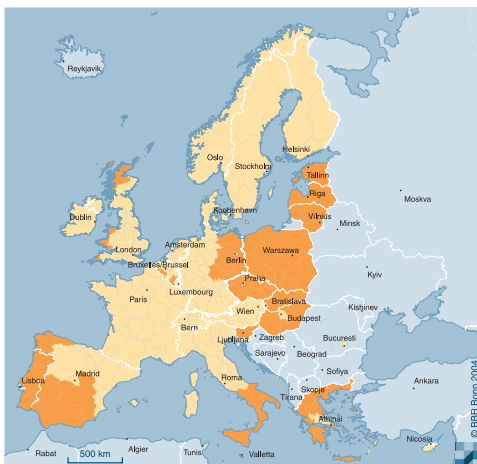 Reykjavik
Oslo
Helsinki
Stockholm
Tallinn
Riga
Moskva
København
Vilnius
Minsk
Dublin
London
Amsterdam
Berlin
Warszawa
Bruxelles/Brussel
Praha
Kyiv
Luxembourg
Paris
Wien
Bratislava
Budapest
Kishinev
Bern
Ljubljana
Zagreb
Beograd
Bucuresti
Sarajevo
Sofiya
Roma
Skopje
Tirana
Ankara
Madrid
Lisboa
Athinai
Nicosia
Rabat
500 km
Algier
Tunis
Valletta
© BBR Bonn 2004